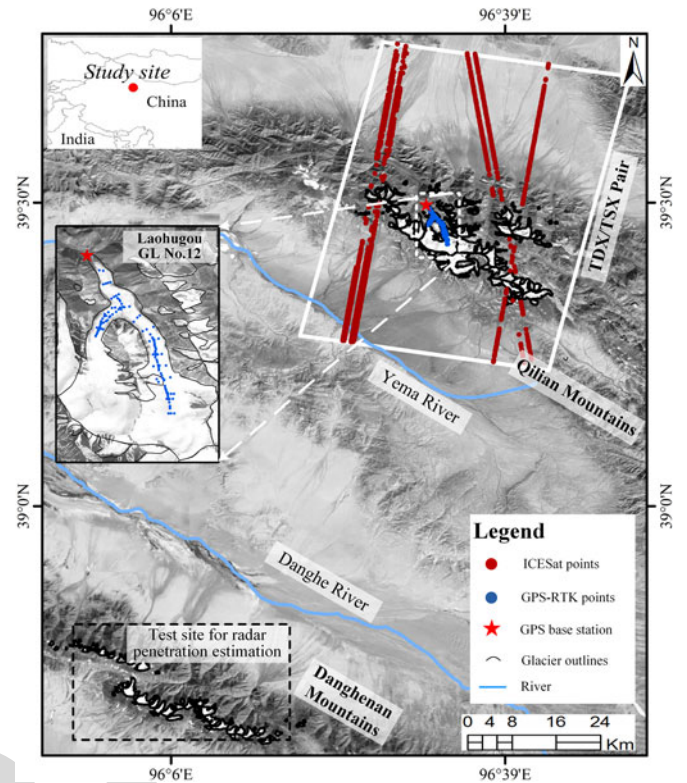 96°6'E
96°39'E
Study site
China
India
N
39°30'N
39°30'N
TDX/TSX Pair
Laohugou
GL No.12
Yema River
Qilian Mountains
39°0'N
39°0'N
Danghe River
Test site for radar
penetration estimation
Danghenan
Mountains
Legend
ICESat points
GPS-RTK points
GPS base station
Glacier outlines
River
0 4 8 16 24
Km
96°6'E
96°39'E